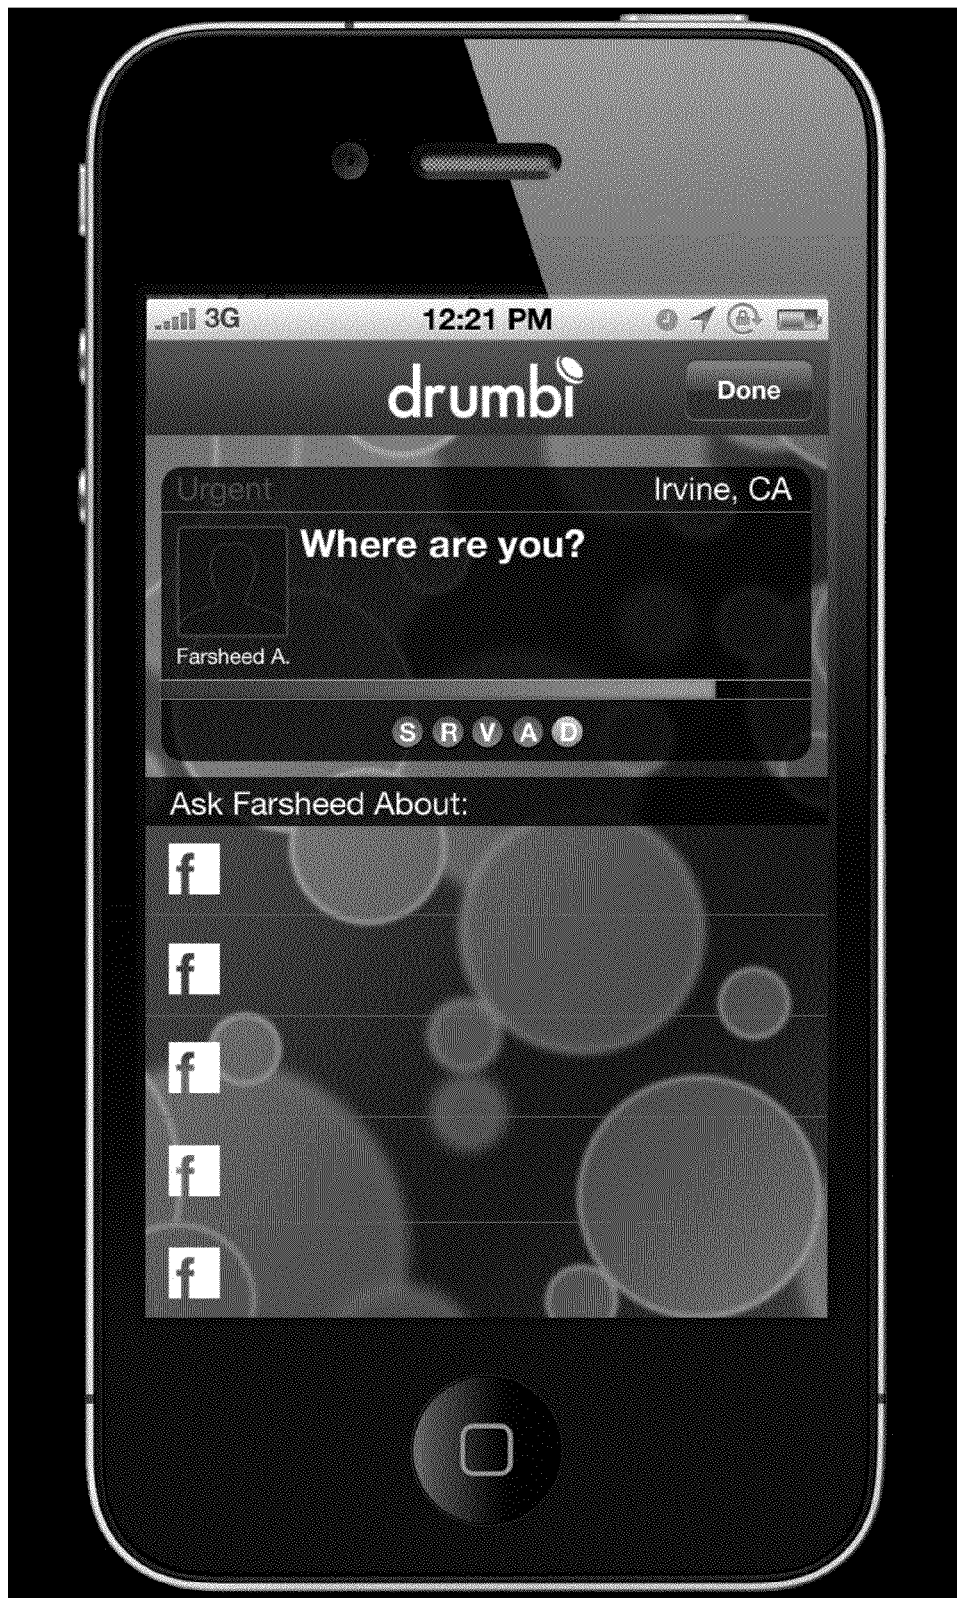 3G 12:21 PM
drumbi Done
Urgent Irvine, CA
Where are you?
Farsheed A.
S R V A D
Ask Farsheed About:
f
f
f
f
f